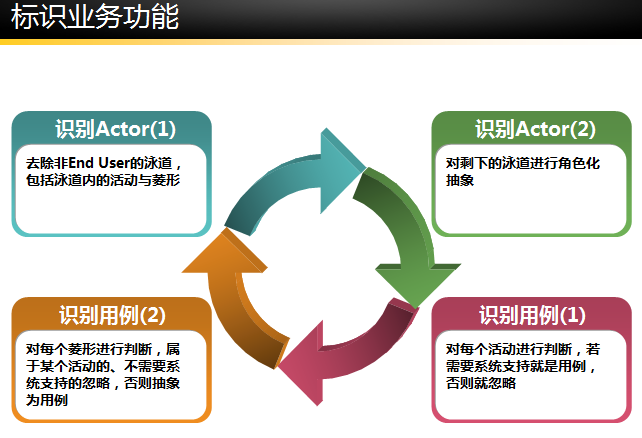 标识业务功能
识别Actor(1)
去除非End User的泳道，
包括泳道内的活动与菱形
识别Actor(2)
对剩下的泳道进行角色化
抽象
识别用例(2)
对每个菱形进行判断，属
于某个活动的、不需要系
统支持的忽略，否则抽象
为用例
识别用例(1)
对每个活动进行判断，若
需要系统支持就是用例，
否则就忽略